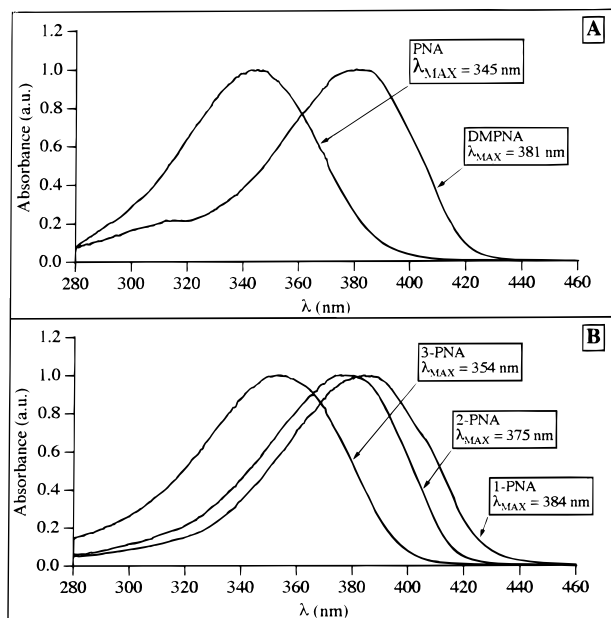 A
1.2
1.0
0.8
0.6
0.4
0.2
0.0
Absorbance (a.u.)
PNA
λMAX = 345 nm
DMPNA
λMAX = 381 nm
280 300 320 340 360 380 400 420 440 460
λ (nm)
B
1.2
1.0
0.8
0.6
0.4
0.2
0.0
Absorbance (a.u.)
3-PNA
λMAX = 354 nm
2-PNA
λMAX = 375 nm
1-PNA
λMAX = 384 nm
280 300 320 340 360 380 400 420 440 460
λ (nm)